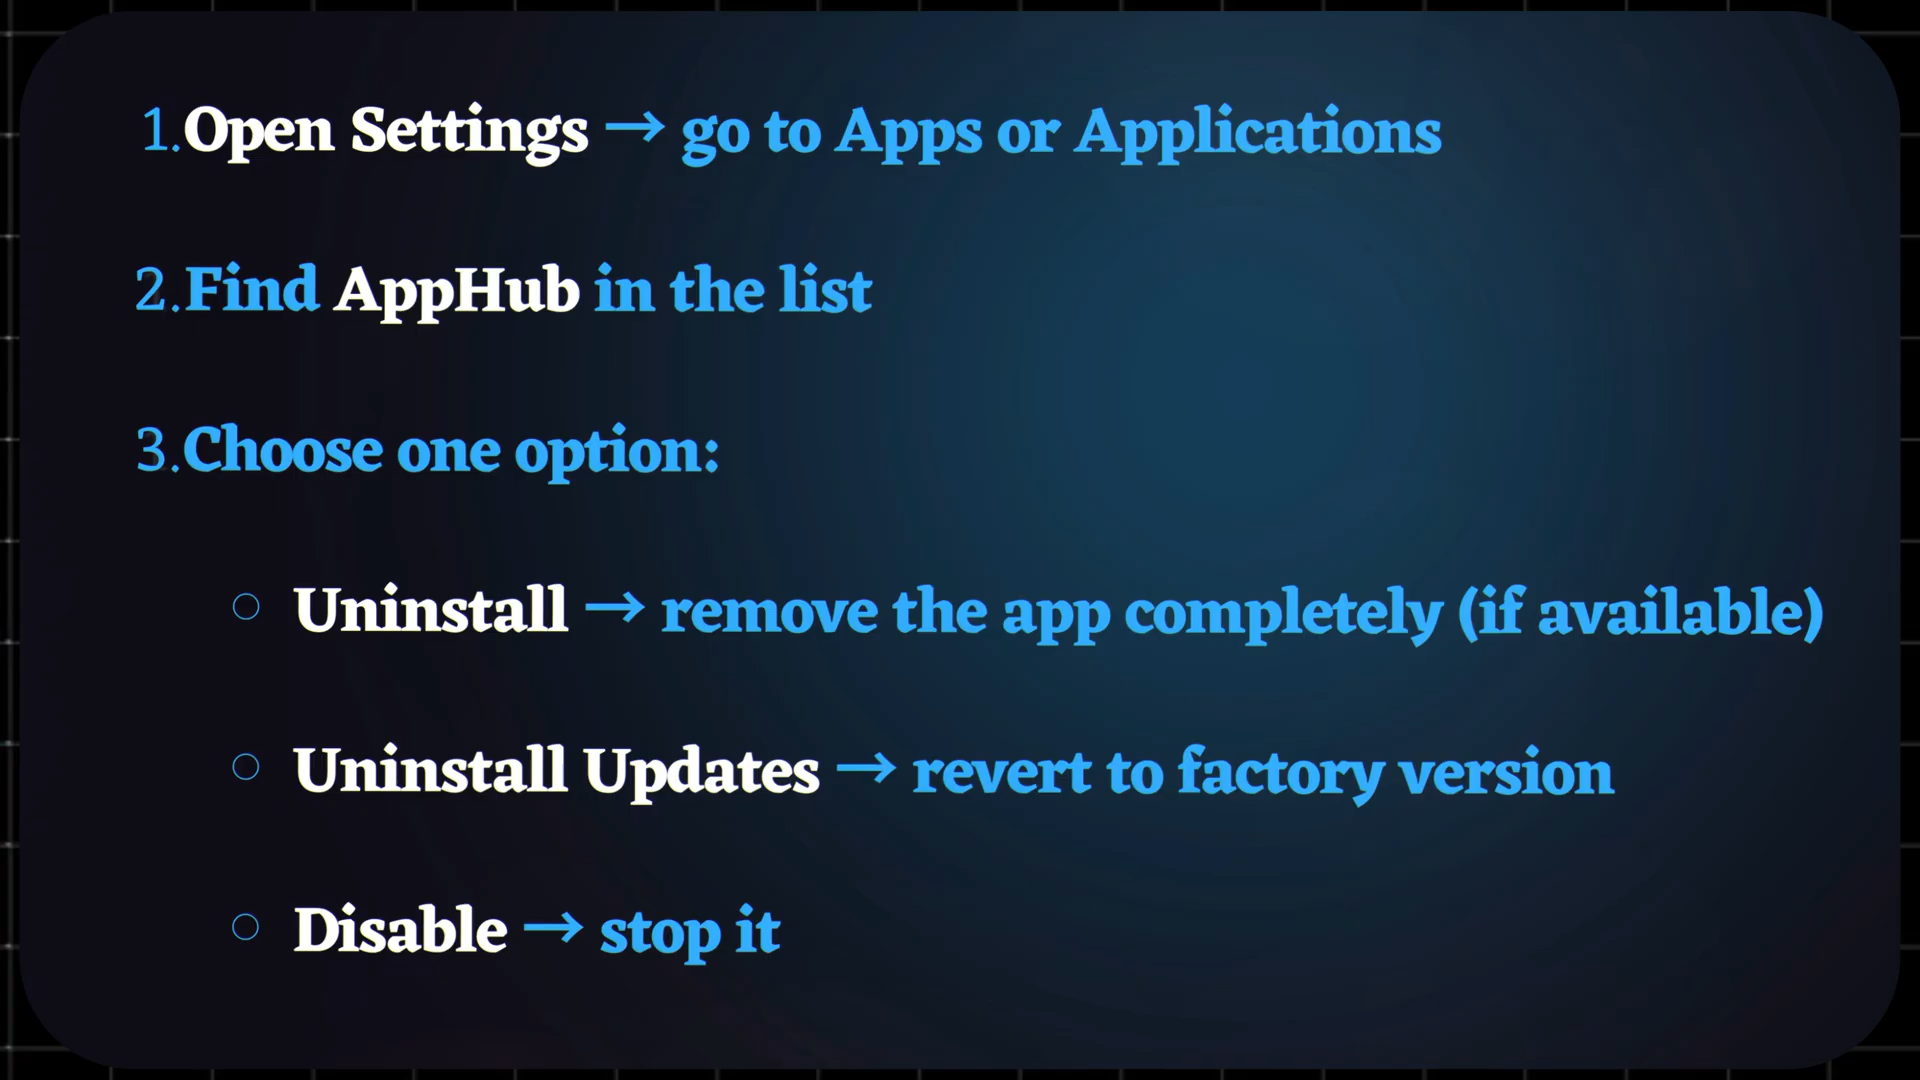 1.Open Settings → go to Apps or Applications
2.Find AppHub in the list
3.Choose one option:
○ Uninstall → remove the app completely (if available)
○ Uninstall Updates → revert to factory version
○ Disable → stop it